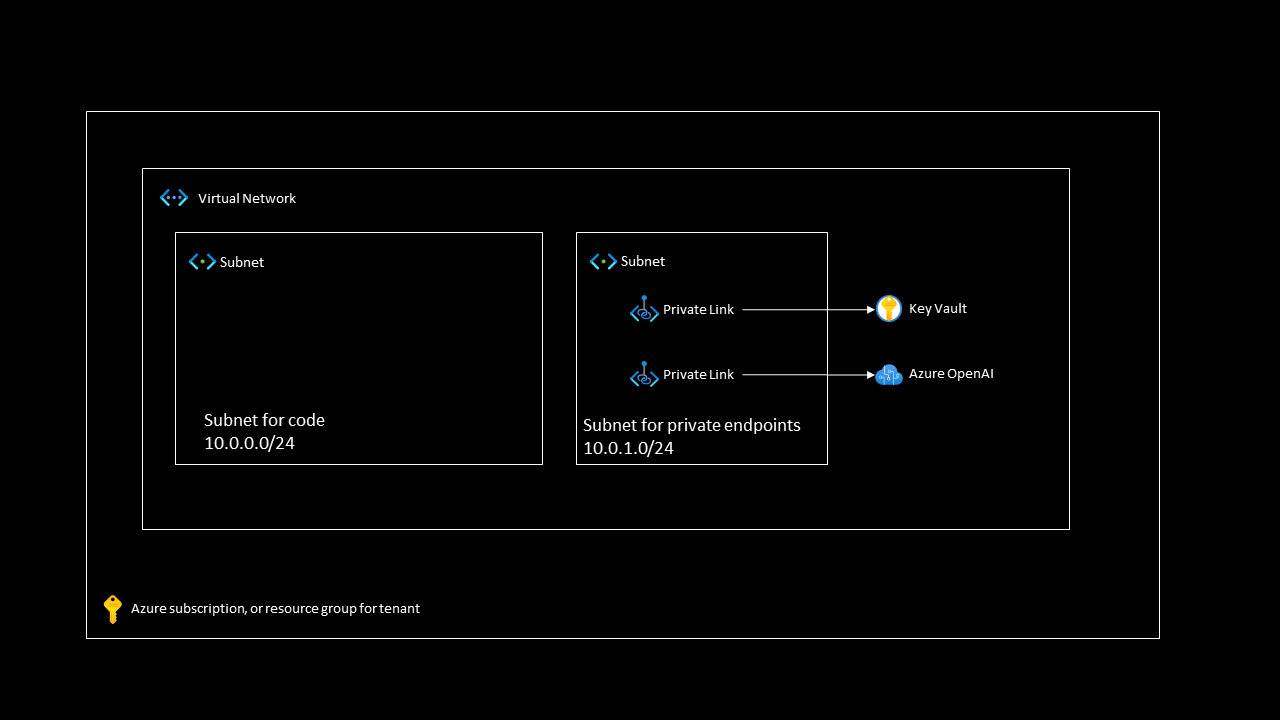 Virtual Network
Subnet
Subnet for code
10.0.0.0/24
Subnet
Private Link
Key Vault
Private Link
Azure OpenAI
Subnet for private endpoints
10.0.1.0/24
Azure subscription, or resource group for tenant